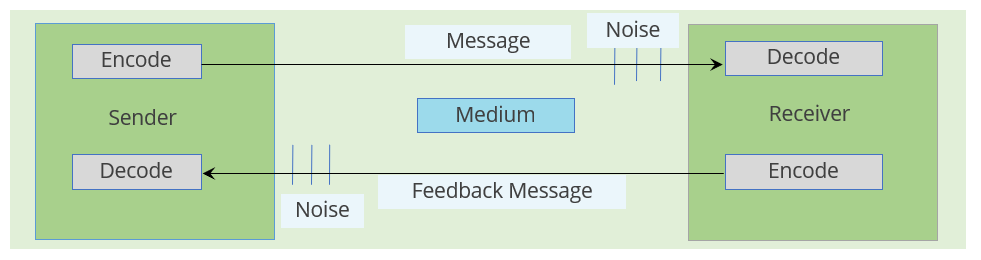 Noise
Message
Encode
Decode
Sender
Medium
Receiver
Decode
Encode
Feedback Message
Noise